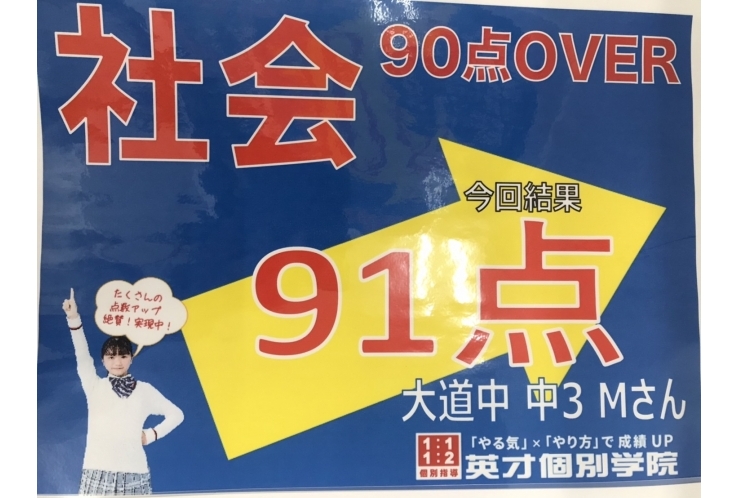 社会
90点OVER
今回結果
91点
たくさんの
点数アップ
絶賛！実現中！
大道中 中3 Mさん
1:1
1:2
個別指導
「やる気」×「やり方」で 成績 UP
英才個別学院